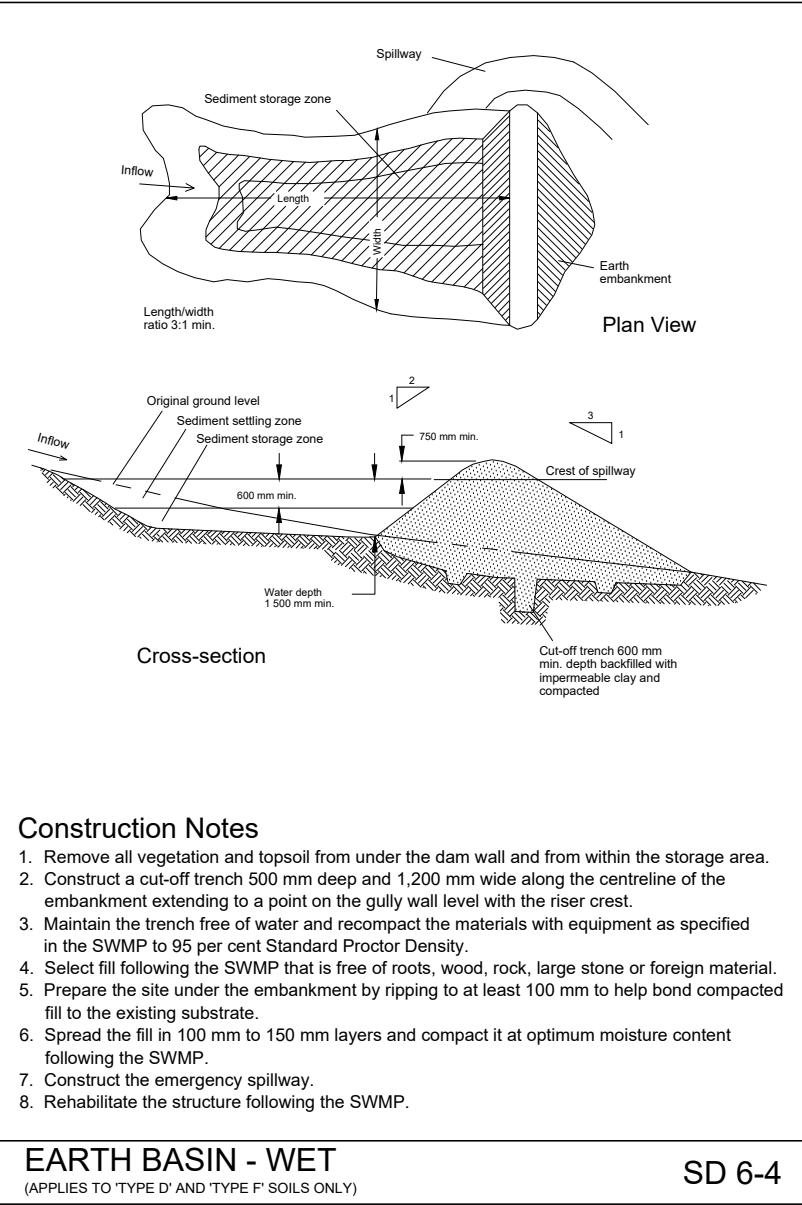 Spillway
Sediment storage zone
Inflow
Length
Width
Earth
embankment
Length/width
ratio 3:1 min.
Plan View
2
1
3
1
Original ground level
Sediment settling zone
Sediment storage zone
Inflow
750 mm min.
Crest of spillway
600 mm min.
Water depth
1 500 mm min.
Cross-section
Cut-off trench 600 mm
min. depth backfilled with
impermeable clay and
compacted
Construction Notes
1. Remove all vegetation and topsoil from under the dam wall and from within the storage area.
2. Construct a cut-off trench 500 mm deep and 1,200 mm wide along the centreline of the
embankment extending to a point on the gully wall level with the riser crest.
3. Maintain the trench free of water and recompact the materials with equipment as specified
in the SWMP to 95 per cent Standard Proctor Density.
4. Select fill following the SWMP that is free of roots, wood, rock, large stone or foreign material.
5. Prepare the site under the embankment by ripping to at least 100 mm to help bond compacted
fill to the existing substrate.
6. Spread the fill in 100 mm to 150 mm layers and compact it at optimum moisture content
following the SWMP.
7. Construct the emergency spillway.
8. Rehabilitate the structure following the SWMP.
EARTH BASIN - WET
(APPLIES TO 'TYPE D' AND 'TYPE F' SOILS ONLY)
SD 6-4